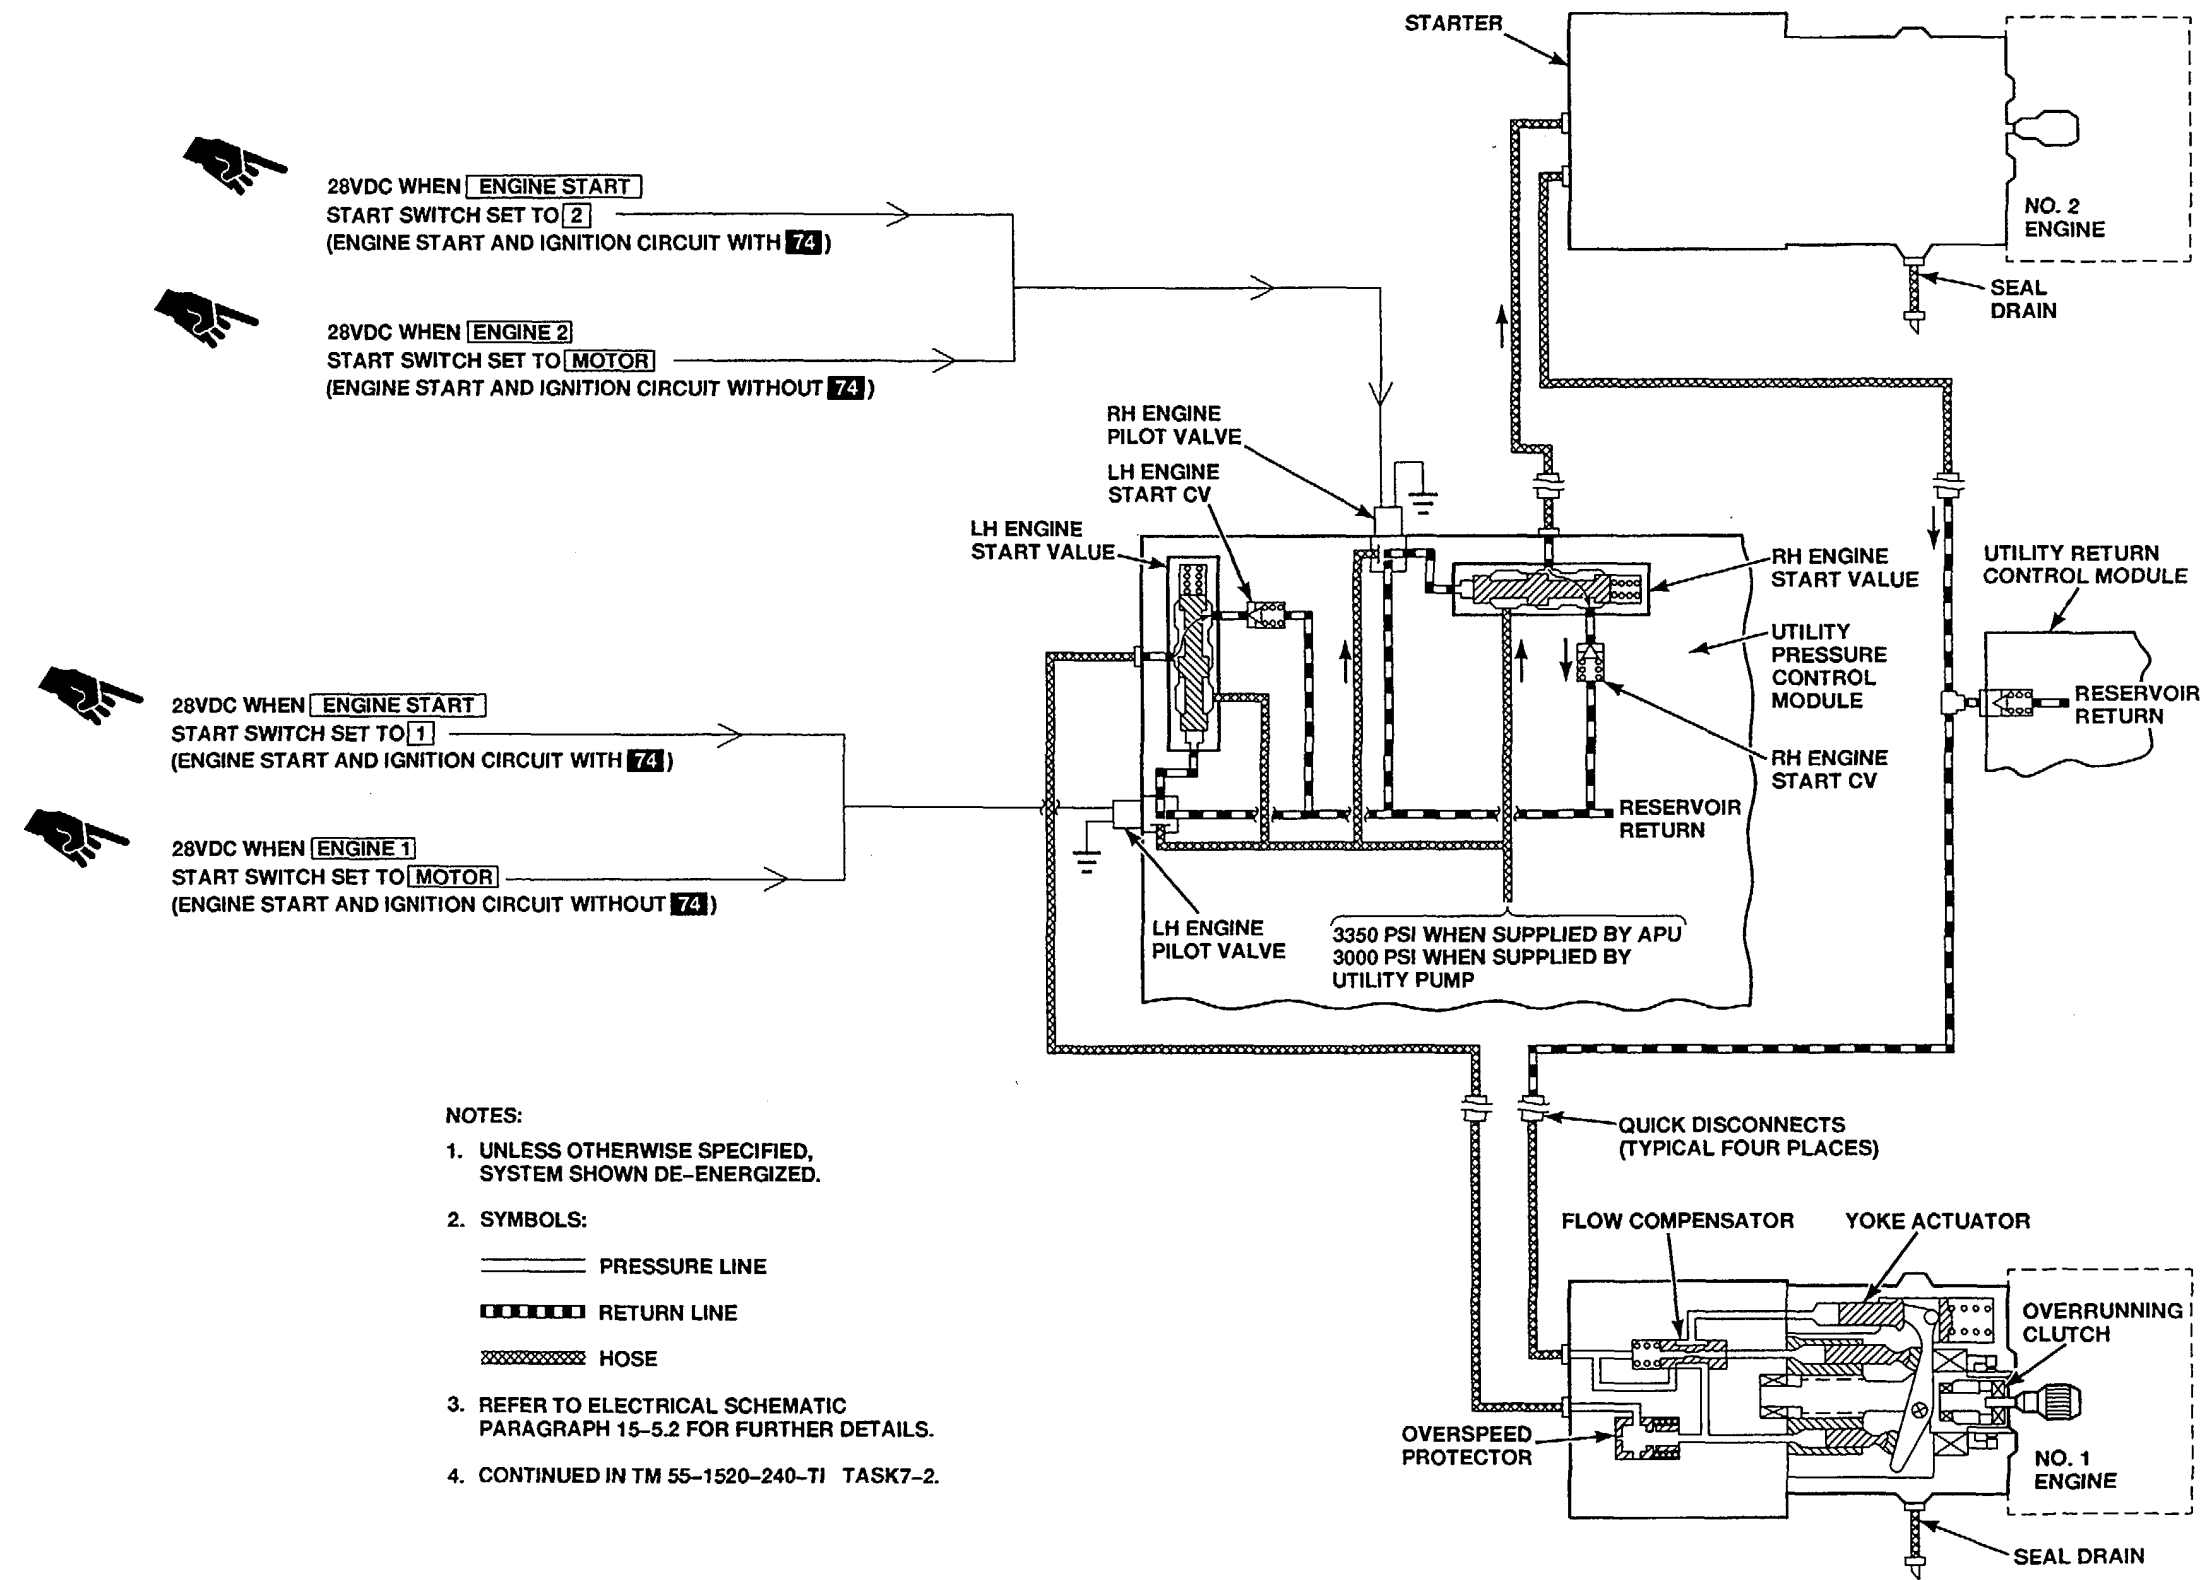 STARTER
NO. 2
ENGINE
SEAL
DRAIN
28VDC WHEN ENGINE START
START SWITCH SET TO 2
(ENGINE START AND IGNITION CIRCUIT WITH 74)
28VDC WHEN ENGINE 2
START SWITCH SET TO MOTOR
(ENGINE START AND IGNITION CIRCUIT WITHOUT 74)
RH ENGINE
PILOT VALVE
LH ENGINE
START CV
LH ENGINE
START VALUE
RH ENGINE
START VALUE
UTILITY RETURN
CONTROL MODULE
UTILITY
PRESSURE
CONTROL
MODULE
RESERVOIR
RETURN
RH ENGINE
START CV
RESERVOIR
RETURN
28VDC WHEN ENGINE START
START SWITCH SET TO 1
(ENGINE START AND IGNITION CIRCUIT WITH 74)
28VDC WHEN ENGINE 1
START SWITCH SET TO MOTOR
(ENGINE START AND IGNITION CIRCUIT WITHOUT 74)
LH ENGINE
PILOT VALVE
3350 PSI WHEN SUPPLIED BY APU
3000 PSI WHEN SUPPLIED BY
UTILITY PUMP
QUICK DISCONNECTS
(TYPICAL FOUR PLACES)
NOTES:
1. UNLESS OTHERWISE SPECIFIED,
SYSTEM SHOWN DE-ENERGIZED.
2. SYMBOLS:
PRESSURE LINE
RETURN LINE
HOSE
3. REFER TO ELECTRICAL SCHEMATIC
PARAGRAPH 15-5.2 FOR FURTHER DETAILS.
4. CONTINUED IN TM 55-1520-240-TI TASK7-2.
FLOW COMPENSATOR
YOKE ACTUATOR
OVERRUNNING
CLUTCH
OVERSPEED
PROTECTOR
NO. 1
ENGINE
SEAL DRAIN